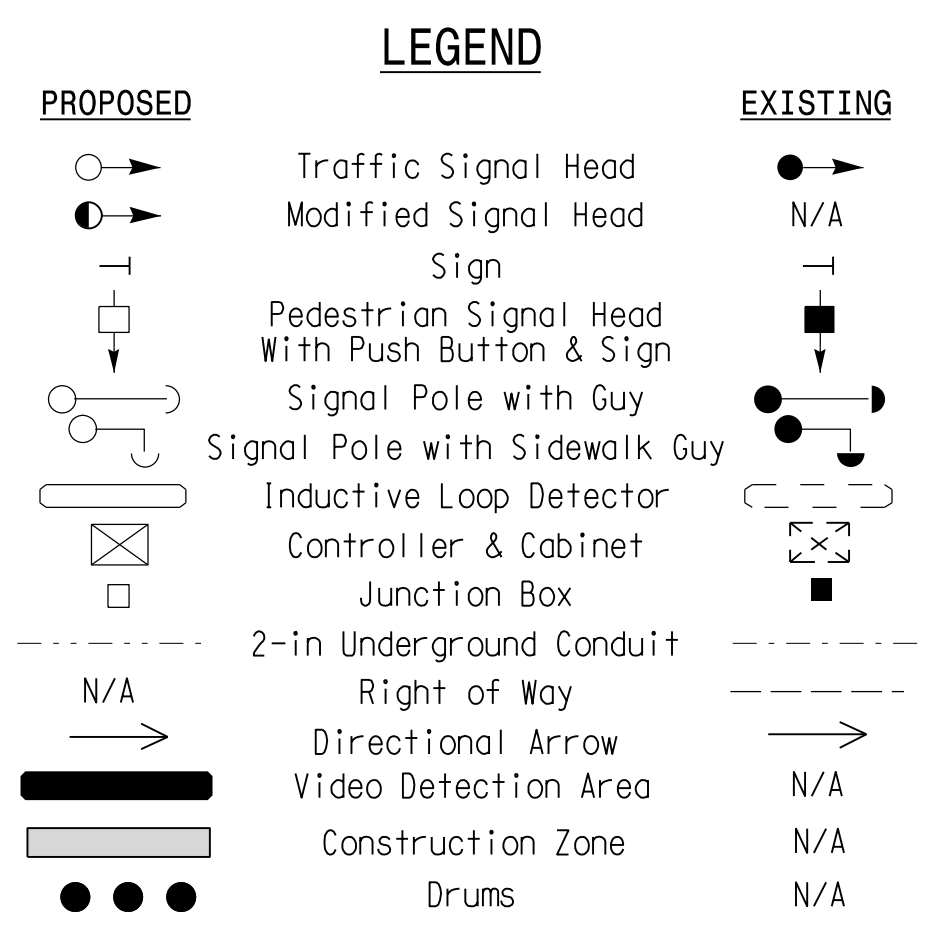 LEGEND
PROPOSED EXISTING
Traffic Signal Head
Modified Signal Head N/A
Sign
Pedestrian Signal Head
With Push Button & Sign
Signal Pole with Guy
Signal Pole with Sidewalk Guy
Inductive Loop Detector
Controller & Cabinet
Junction Box
2-in Underground Conduit
N/A Right of Way
Directional Arrow
Video Detection Area N/A
Construction Zone N/A
Drums N/A